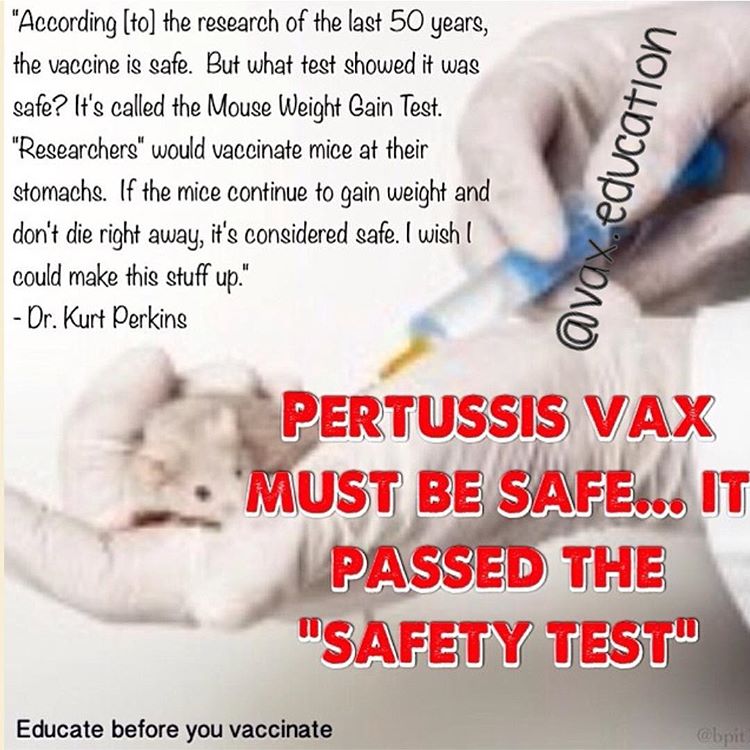 "According [to] the research of the last 50 years,
the vaccine is safe. But what test showed it was
safe? It's called the Mouse Weight Gain Test.
"Researchers" would vaccinate mice at their
stomachs. If the mice continue to gain weight and
don't die right away, it's considered safe. I wish I
could make this stuff up."
- Dr. Kurt Perkins
@vax.education
PERTUSSIS VAX
MUST BE SAFE... IT
PASSED THE
"SAFETY TEST"
Educate before you vaccinate
@bpit